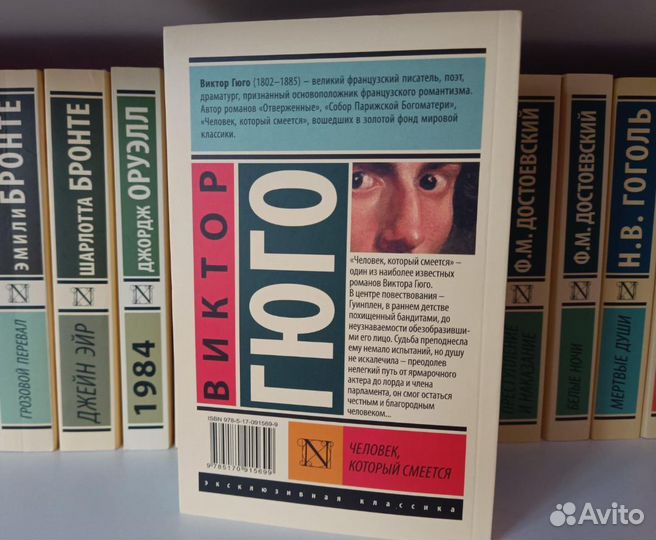 ЭМИЛИ БРОНТЕ
ГРОЗОВОЙ ПЕРЕВАЛ
ШАРЛОТТА БРОНТЕ
ДЖЕЙН ЭЙР
ДЖОРДЖ ОРУЭЛЛ
1984
Виктор Гюго (1802–1885) – великий французский писатель, поэт,
драматург, признанный основоположник французского романтизма.
Автор романов «Отверженные», «Собор Парижской Богоматери»,
«Человек, который смеется», вошедших в золотой фонд мировой
классики.
ВИКТОР
ГЮГО
«Человек, который смеется» –
один из наиболее известных
романов Виктора Гюго.
В центре повествования –
Гуинплен, в раннем детстве
похищенный бандитами, до
неузнаваемости обезобразивши-
ми его лицо. Судьба преподнесла
ему немало испытаний, но душу
не искалечила – преодолев
нелегкий путь от ярмарочного
актера до лорда и члена
парламента, он смог остаться
честным и благородным
человеком...
ISBN 978-5-17-091569-9
9785170915699
N
ЧЕЛОВЕК,
КОТОРЫЙ СМЕЕТСЯ
ЭКСКЛЮЗИВНАЯ КЛАССИКА
Ф.М. ДОСТОЕВСКИЙ
НАКАЗАНИЕ
Ф.М. ДОСТОЕВСКИЙ
БЕЛЫЕ НОЧИ
Н.В. ГОГОЛЬ
МЕРТВЫЕ ДУШИ
Avito